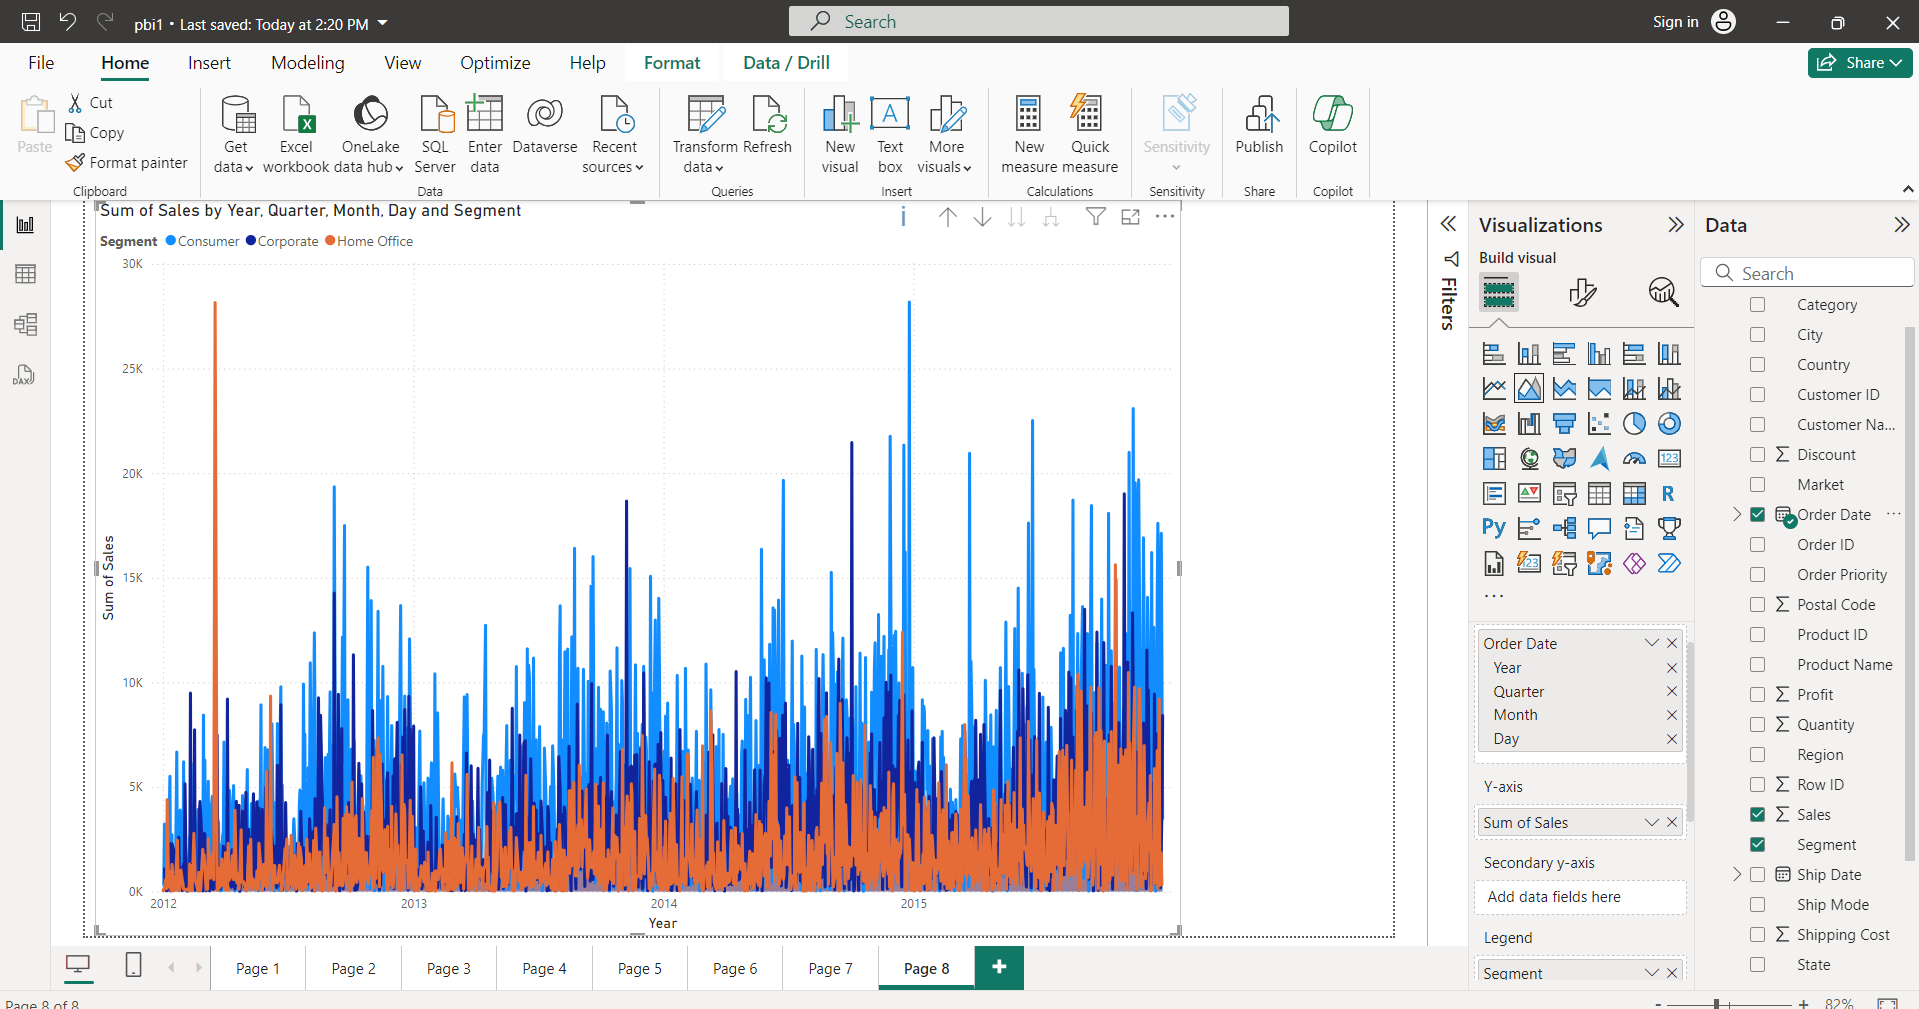 pbi1 • Last saved: Today at 2:20 PM
Search
Sign in
File Home Insert Modeling View Optimize Help Format Data / Drill
Share
Paste
Cut
Copy
Format painter
Clipboard
Get data
Excel workbook
OneLake data hub
SQL Server
Enter data
Dataverse
Recent sources
Data
Transform data
Refresh
Queries
New visual
Text box
More visuals
Insert
New measure
Quick measure
Calculations
Sensitivity
Sensitivity
Publish
Share
Copilot
Copilot
Sum of Sales by Year, Quarter, Month, Day and Segment
Segment Consumer Corporate Home Office
30K
25K
20K
15K
10K
5K
0K
Sum of Sales
2012 2013 2014 2015
Year
Filters
Visualizations
Build visual
123
R
Py
123
Order Date
Year
Quarter
Month
Day
Y-axis
Sum of Sales
Secondary y-axis
Add data fields here
Legend
Segment
Data
Search
Category
City
Country
Customer ID
Customer Na...
Discount
Market
Order Date
Order ID
Order Priority
Postal Code
Product ID
Product Name
Profit
Quantity
Region
Row ID
Sales
Segment
Ship Date
Ship Mode
Shipping Cost
State
DAX
Page 1 Page 2 Page 3 Page 4 Page 5 Page 6 Page 7 Page 8 +
Page 8 of 8
- + 82%